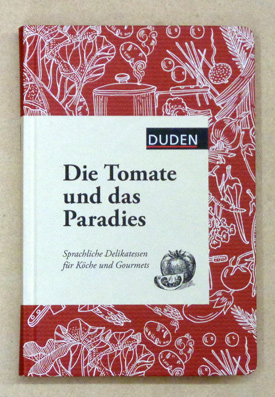 DUDEN
Die Tomate
und das
Paradies
Sprachliche Delikatessen
für Köche und Gourmets